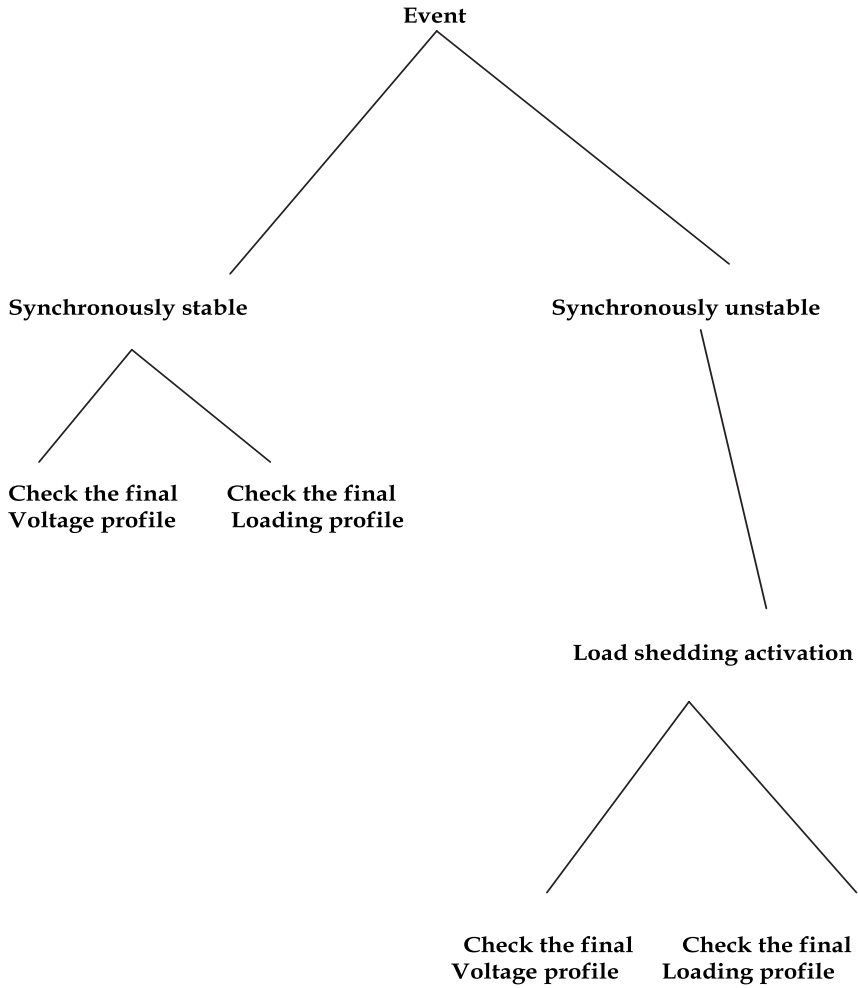 Event
Synchronously stable
Synchronously unstable
Check the final
Voltage profile
Check the final
Loading profile
Load shedding activation
Check the final
Voltage profile
Check the final
Loading profile